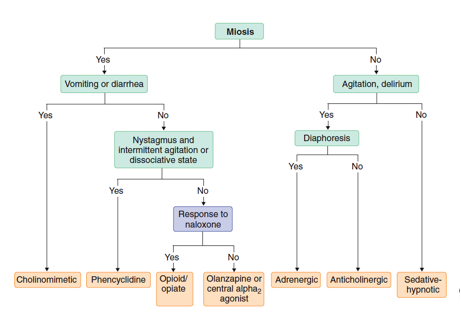 Miosis
Yes
No
Vomiting or diarrhea
Agitation, delirium
Yes
No
Yes
No
Nystagmus and
intermittent agitation or
dissociative state
Diaphoresis
Yes
No
Yes
No
Response to
naloxone
Yes
No
Cholinomimetic
Phencyclidine
Opioid/
opiate
Olanzapine or
central alpha₂
agonist
Adrenergic
Anticholinergic
Sedative-
hypnotic